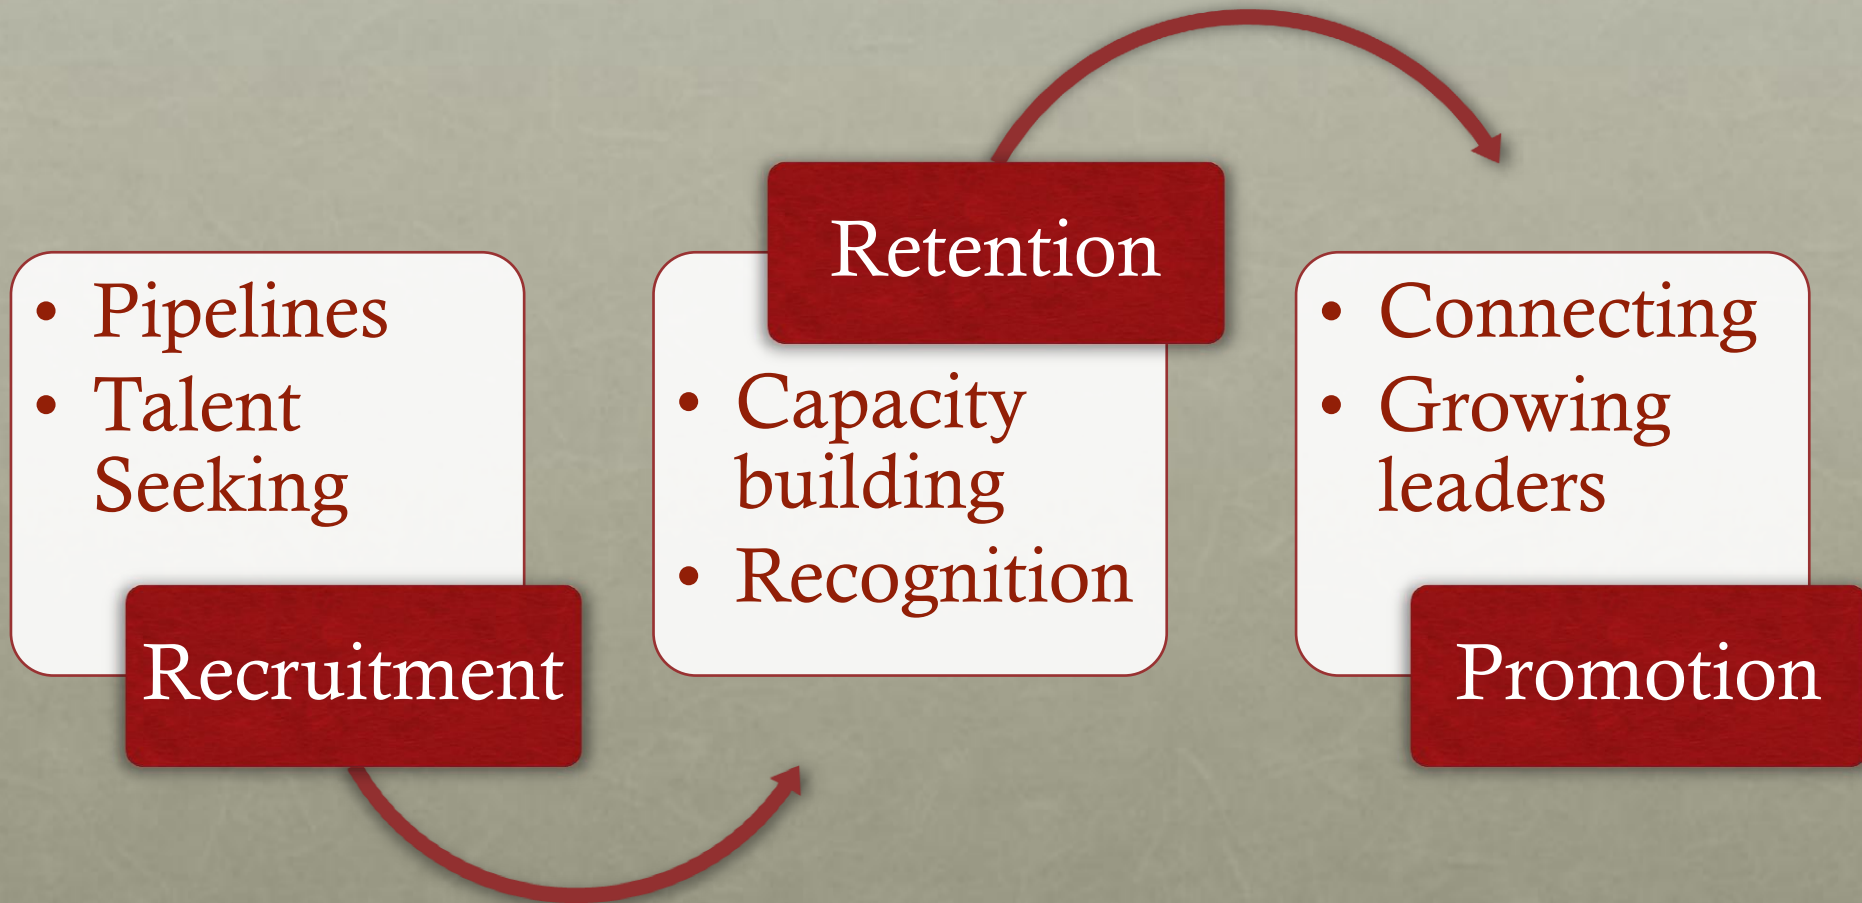 • Pipelines
• Talent
Seeking
Recruitment
Retention
• Capacity
building
• Recognition
• Connecting
• Growing
leaders
Promotion